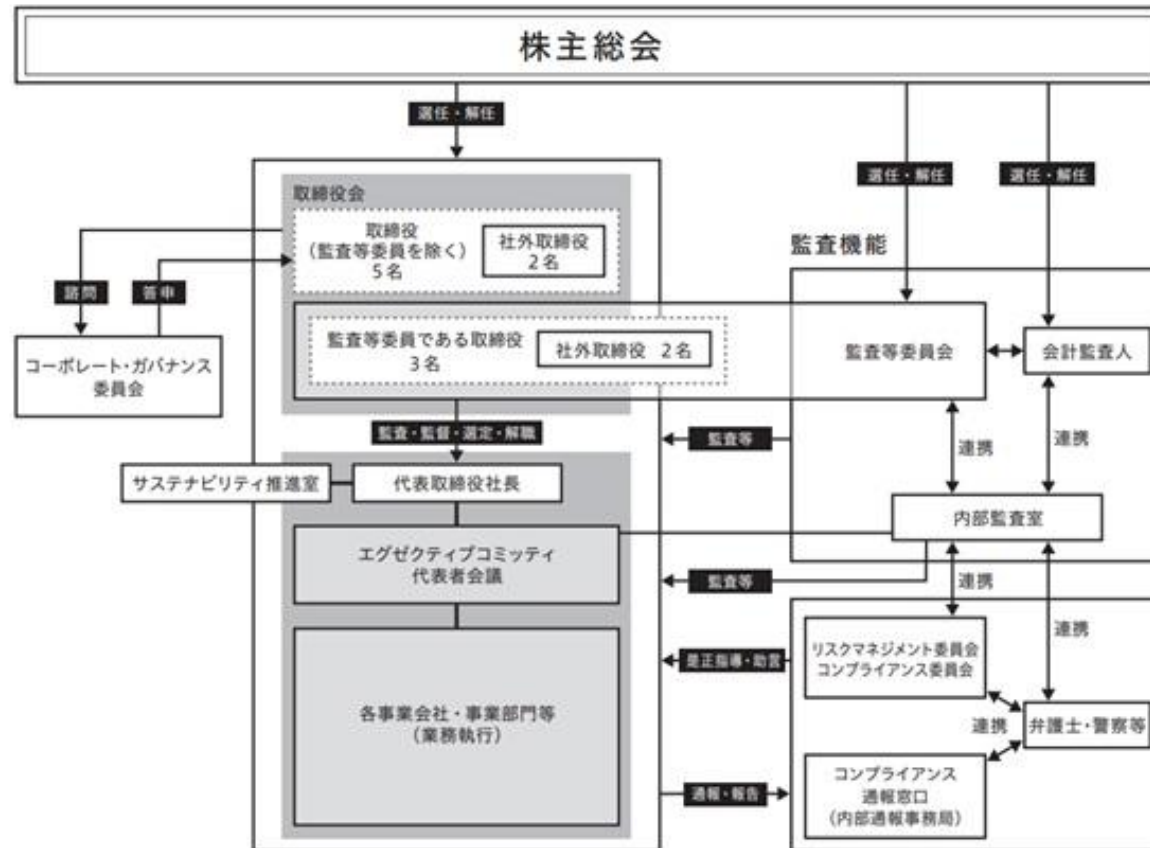 株主総会
選任・解任
選任・解任
選任・解任
取締役会
取締役
(監査等委員を除く)
5名
社外取締役
2名
監査機能
諮問
答申
コーポレート・ガバナンス
委員会
監査等委員である取締役
3名
社外取締役 2名
監査等委員会
会計監査人
監査・監督・選定・解職
監査等
連携
連携
サステナビリティ推進室
代表取締役社長
内部監査室
エグゼクティブコミッティ
代表者会議
監査等
連携
連携
是正指導・助言
リスクマネジメント委員会
コンプライアンス委員会
各事業会社・事業部門等
(業務執行)
連携
弁護士・警察等
通報・報告
コンプライアンス
通報窓口
(内部通報事務局)